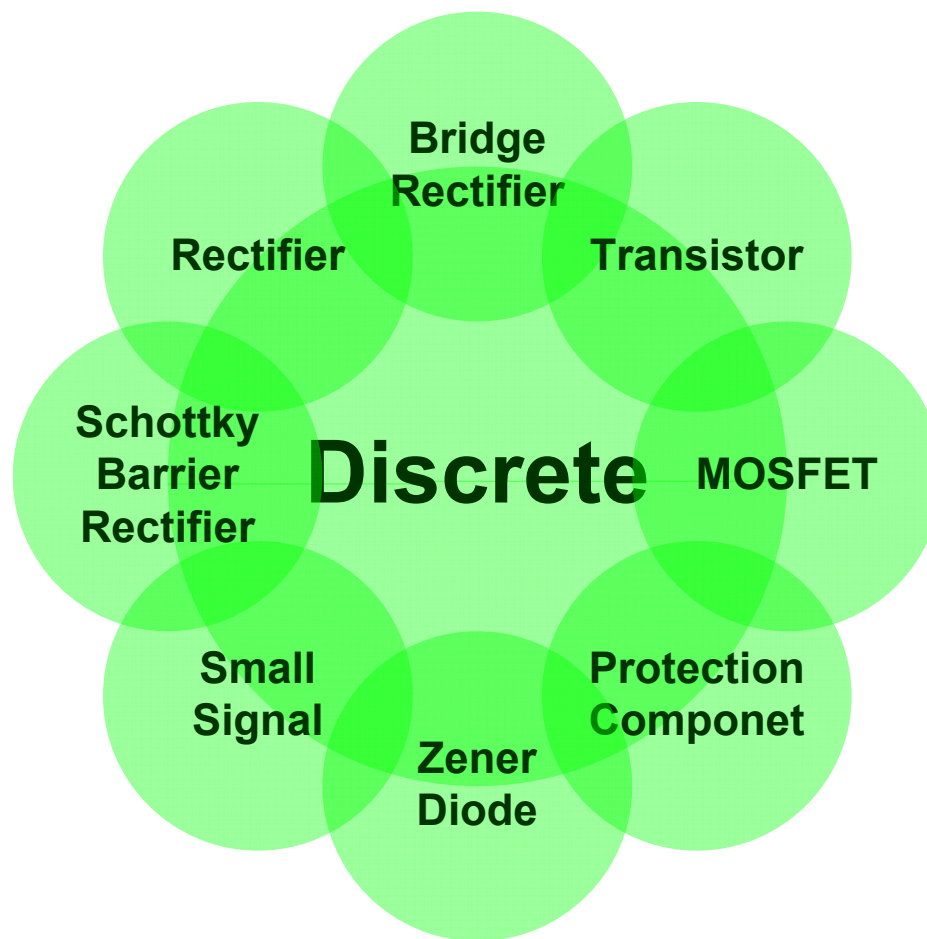 Bridge
Rectifier
Rectifier
Transistor
Schottky
Barrier
Rectifier
Discrete
MOSFET
Small
Signal
Protection
Componet
Zener
Diode